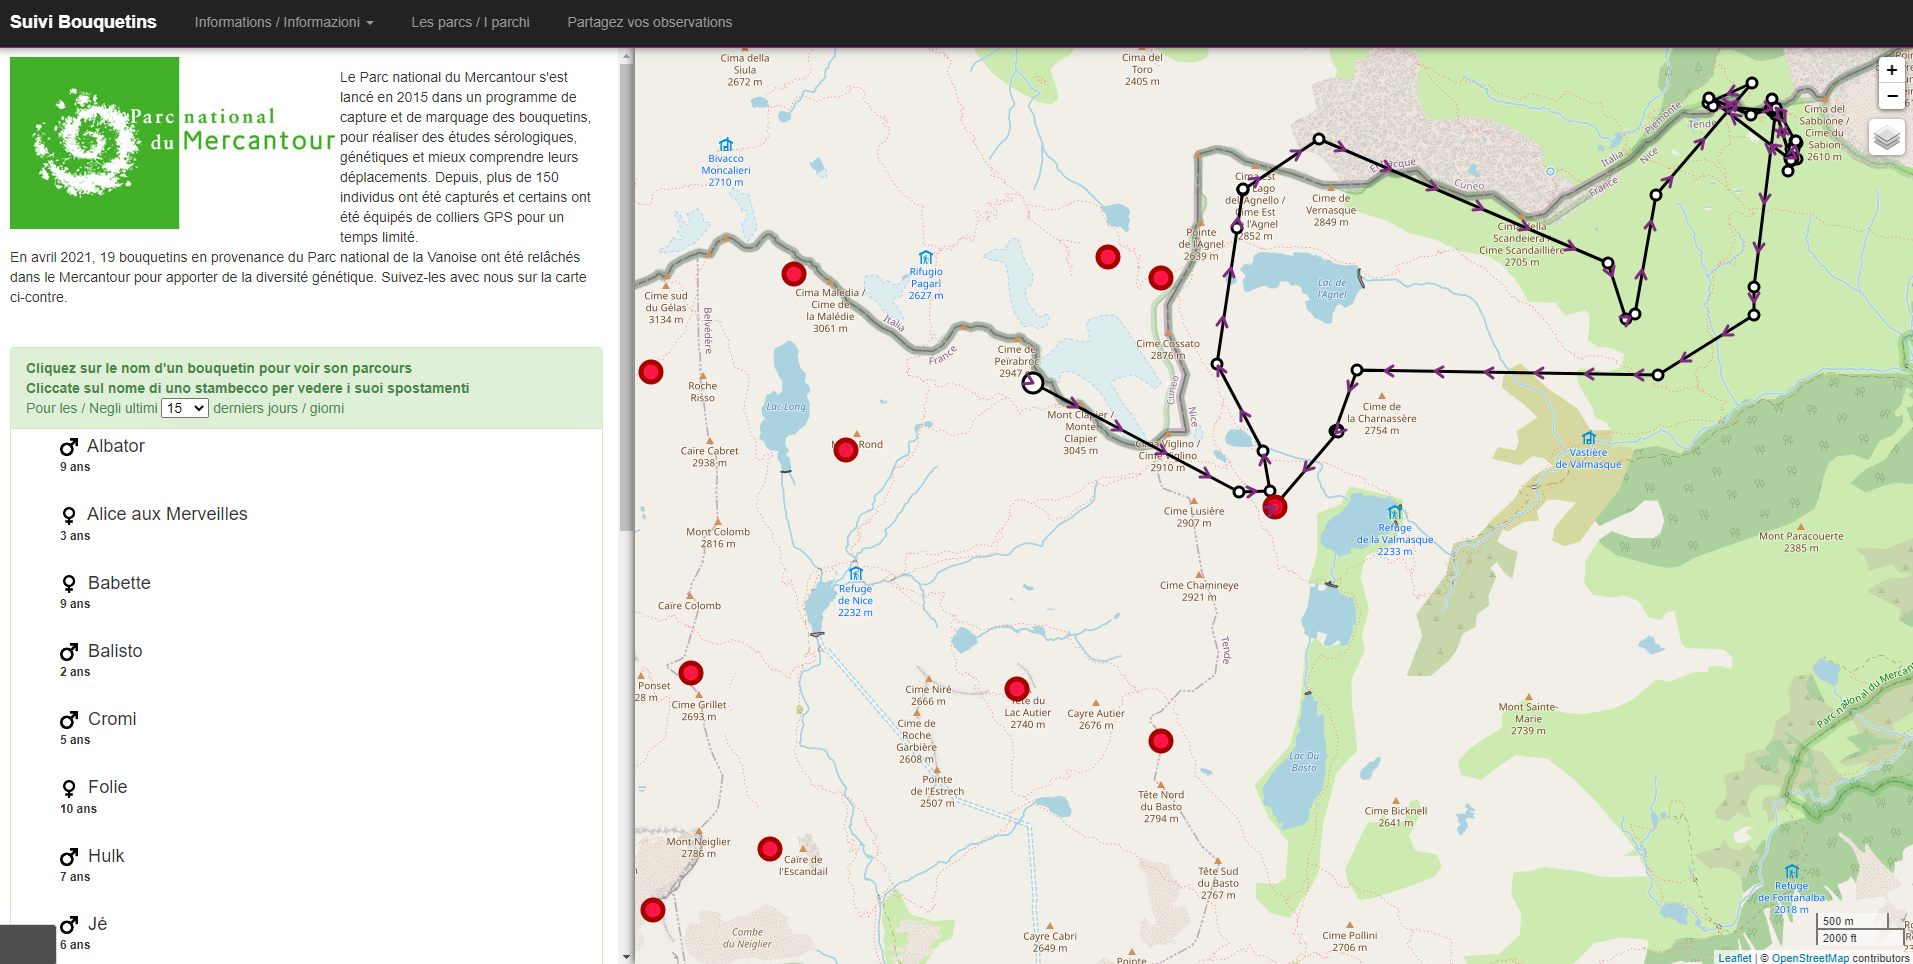 Suivi Bouquetins
Informations / Informazioni
Les parcs / I parchi
Partagez vos observations
Parc national
du Mercantour
Le Parc national du Mercantour s'est
lancé en 2015 dans un programme de
capture et de marquage des bouquetins,
pour réaliser des études sérologiques,
génétiques et mieux comprendre leurs
déplacements. Depuis, plus de 150
individus ont été capturés et certains ont
été équipés de colliers GPS pour un
temps limité.
En avril 2021, 19 bouquetins en provenance du Parc national de la Vanoise ont été relâchés
dans le Mercantour pour apporter de la diversité génétique. Suivez-les avec nous sur la carte
ci-contre.
Cliquez sur le nom d'un bouquetin pour voir son parcours
Cliccate sul nome di uno stambecco per vedere i suoi spostamenti
Pour les / Negli ultimi 15 derniers jours / giorni
Albator
9 ans
Alice aux Merveilles
3 ans
Babette
9 ans
Balisto
2 ans
Cromi
5 ans
Folie
10 ans
Hulk
7 ans
Jé
6 ans
Cima della
Siula
2672 m
Cima del
Toro
2405 m
+
−
Bivacco
Moncalieri
2710 m
Piemonte
Tende
Italia
Nice
France
Cuneo
Cima del
Sabbione /
Cime du
Sabion
2610 m
Cima Est
Lago
dell'Agnello /
Cime Est
de l'Agnel
2852 m
Cime de
Vernasque
2849 m
Pointe
de l'Agnel
2639 m
Cima della
Scandeiera /
Cime Scandaillière
2705 m
Rifugio
Pagari
2627 m
Lac de
l'Agnel
Cime sud
du Gélas
3134 m
Belvédère
Cima Maledia /
Cime de
la Malédie
3061 m
Italia
France
Cime de
Peirabroc
2947
Cime Cossato
2876 m
Cuneo
Nice
Roche
Risso
Lac Long
Mont Clapier /
Monte
Clapier
3045 m
Cima Viglino /
Cime Viglino
2910 m
Cime de
la Charnassère
2754 m
Caire Cabret
2938 m
Rond
Vastière
de Valmasque
Cime Lusière
2907 m
Refuge
de la Valmasque
2233 m
Mont Colomb
2816 m
Mont Paracouerte
2385 m
Refuge
de Nice
2232 m
Cime Chamineye
2921 m
Caire Colomb
Tende
Ponset
28 m
Cime Grillet
2693 m
Cime Niré
2666 m
Cime de
Roche
Garbière
2608 m
Tête du
Lac Autier
2740 m
Cayre Autier
2676 m
Mont Sainte-
Marie
2739 m
Parc national du Mercant
Lac Du
Basto
Pointe
de l'Estrech
2507 m
Tête Nord
du Basto
2794 m
Cime Bicknell
2641 m
Mont Neiglier
2786 m
Caire de
l'Escandail
Tête Sud
du Basto
2767 m
Refuge
de Fontanalba
2018 m
Combe
du Neiglier
Cayre Cabri
2649 m
Cime Pollini
2706 m
Pointe
500 m
2000 ft
Leaflet | © OpenStreetMap contributors